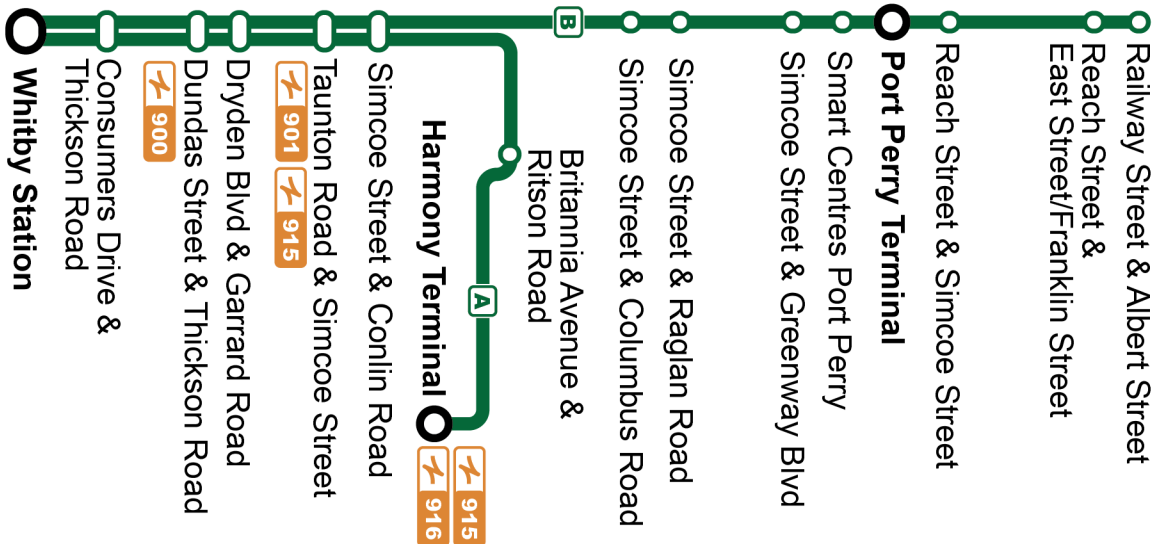 Whitby Station
Consumers Drive &
Thickson Road
900
Dundas Street & Thickson Road
Dryden Blvd & Garrard Road
901
915
Taunton Road & Simcoe Street
Simcoe Street & Conlin Road
Harmony Terminal
916
915
A
Britannia Avenue &
Ritson Road
B
Simcoe Street & Columbus Road
Simcoe Street & Raglan Road
Simcoe Street & Greenway Blvd
Smart Centres Port Perry
Port Perry Terminal
Reach Street & Simcoe Street
Reach Street &
East Street/Franklin Street
Railway Street & Albert Street